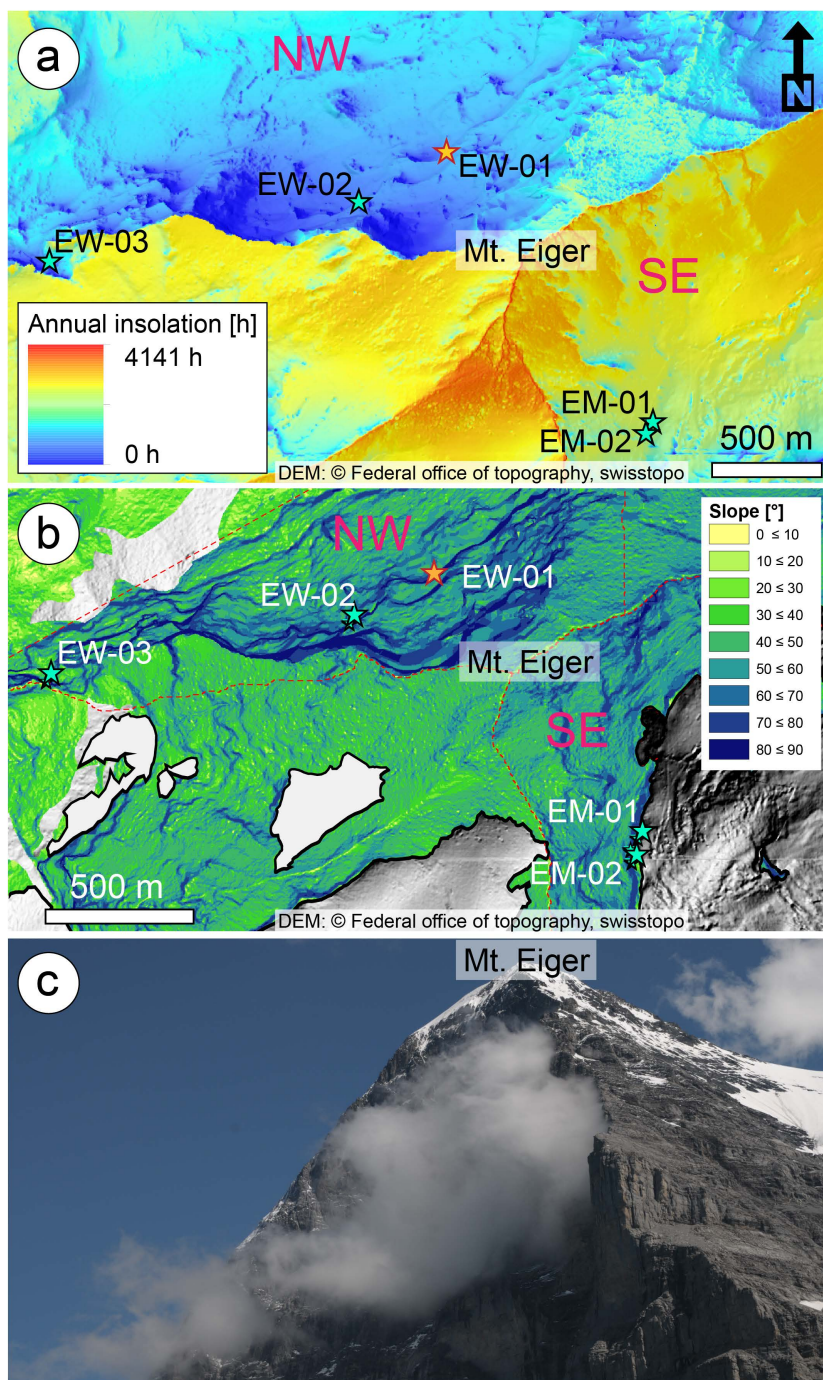 a
NW
N
EW-01
EW-02
EW-03
Mt. Eiger
SE
Annual insolation [h]
4141 h
0 h
EM-01
EM-02
500 m
DEM: © Federal office of topography, swisstopo
b
NW
Slope [°]
0 ≤ 10
10 ≤ 20
20 ≤ 30
30 ≤ 40
40 ≤ 50
50 ≤ 60
60 ≤ 70
70 ≤ 80
80 ≤ 90
EW-01
EW-02
EW-03
Mt. Eiger
SE
EM-01
EM-02
500 m
DEM: © Federal office of topography, swisstopo
c
Mt. Eiger